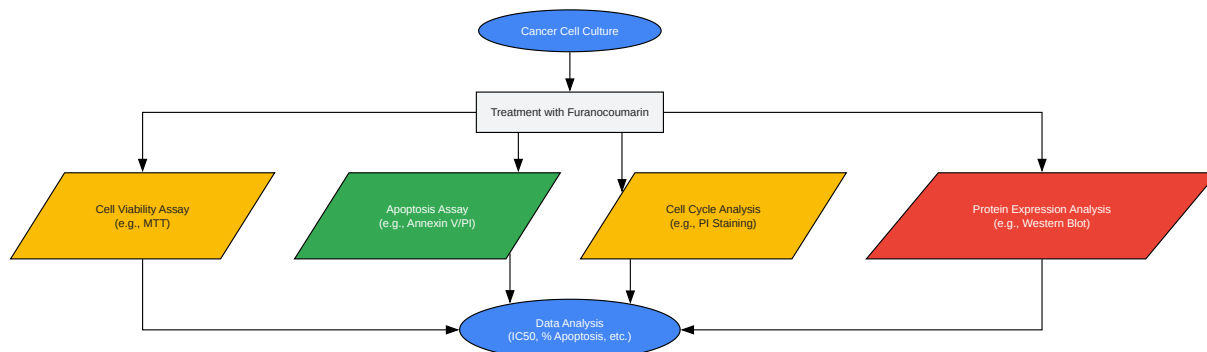 Cancer Cell Culture
Treatment with Furanocoumarin
Cell Viability Assay
(e.g., MTT)
Apoptosis Assay
(e.g., Annexin V/PI)
Cell Cycle Analysis
(e.g., PI Staining)
Protein Expression Analysis
(e.g., Western Blot)
Data Analysis
(IC50, % Apoptosis, etc.)